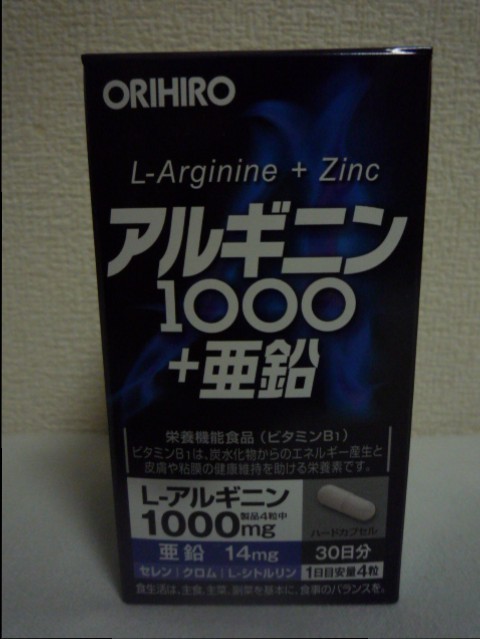 ORIHIRO
L-Arginine + Zinc
アルギニン
1000
+亜鉛
栄養機能食品（ビタミンB1）
ビタミンB1は、炭水化物からのエネルギー産生と
皮膚や粘膜の健康維持を助ける栄養素です。
L-アルギニン
1000mg 製品4粒中
ハードカプセル
亜鉛 14mg 30日分
セレン|クロム|L-シトルリン 1日目安量4粒
食生活は、主食、主菜、副菜を基本に、食事のバランスを。